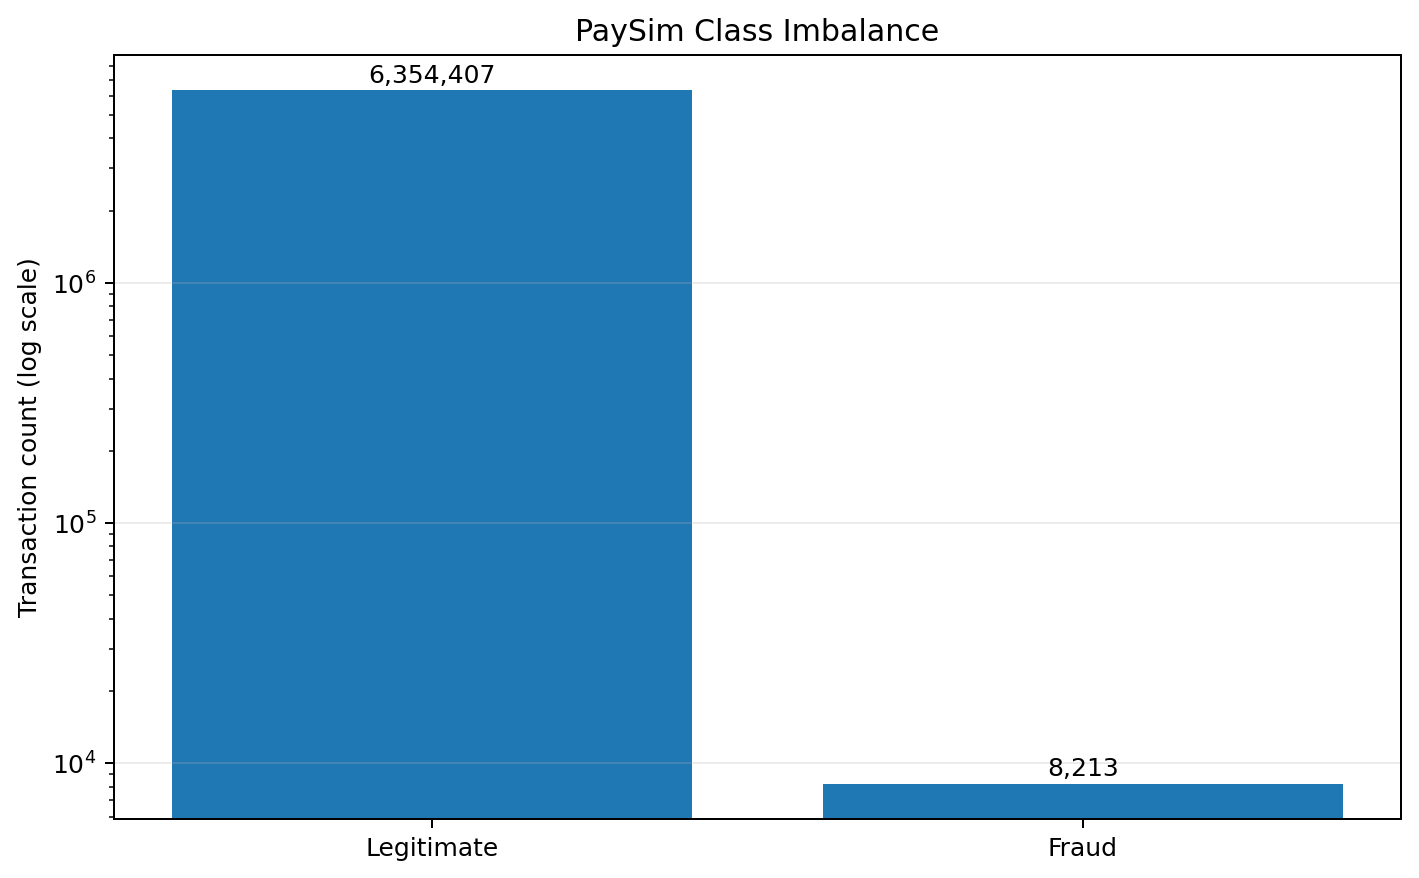 PaySim Class Imbalance
6,354,407
Transaction count (log scale)
10⁶
10⁵
10⁴
8,213
Legitimate
Fraud